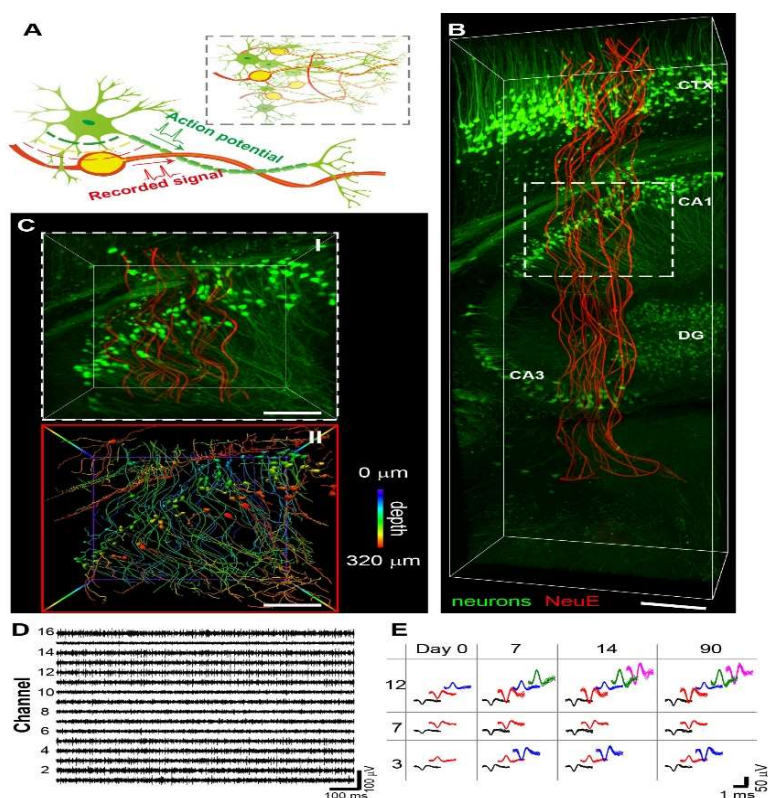 A
Action potential
Recorded signal
B
CTX
CA1
DG
CA3
neurons NeuE
C
I
II
0 μm
depth
320 μm
D
Channel
16
14
12
10
8
6
4
2
100 ms
100 μV
E
Day 0 7 14 90
12
7
3
1 ms
50 μV